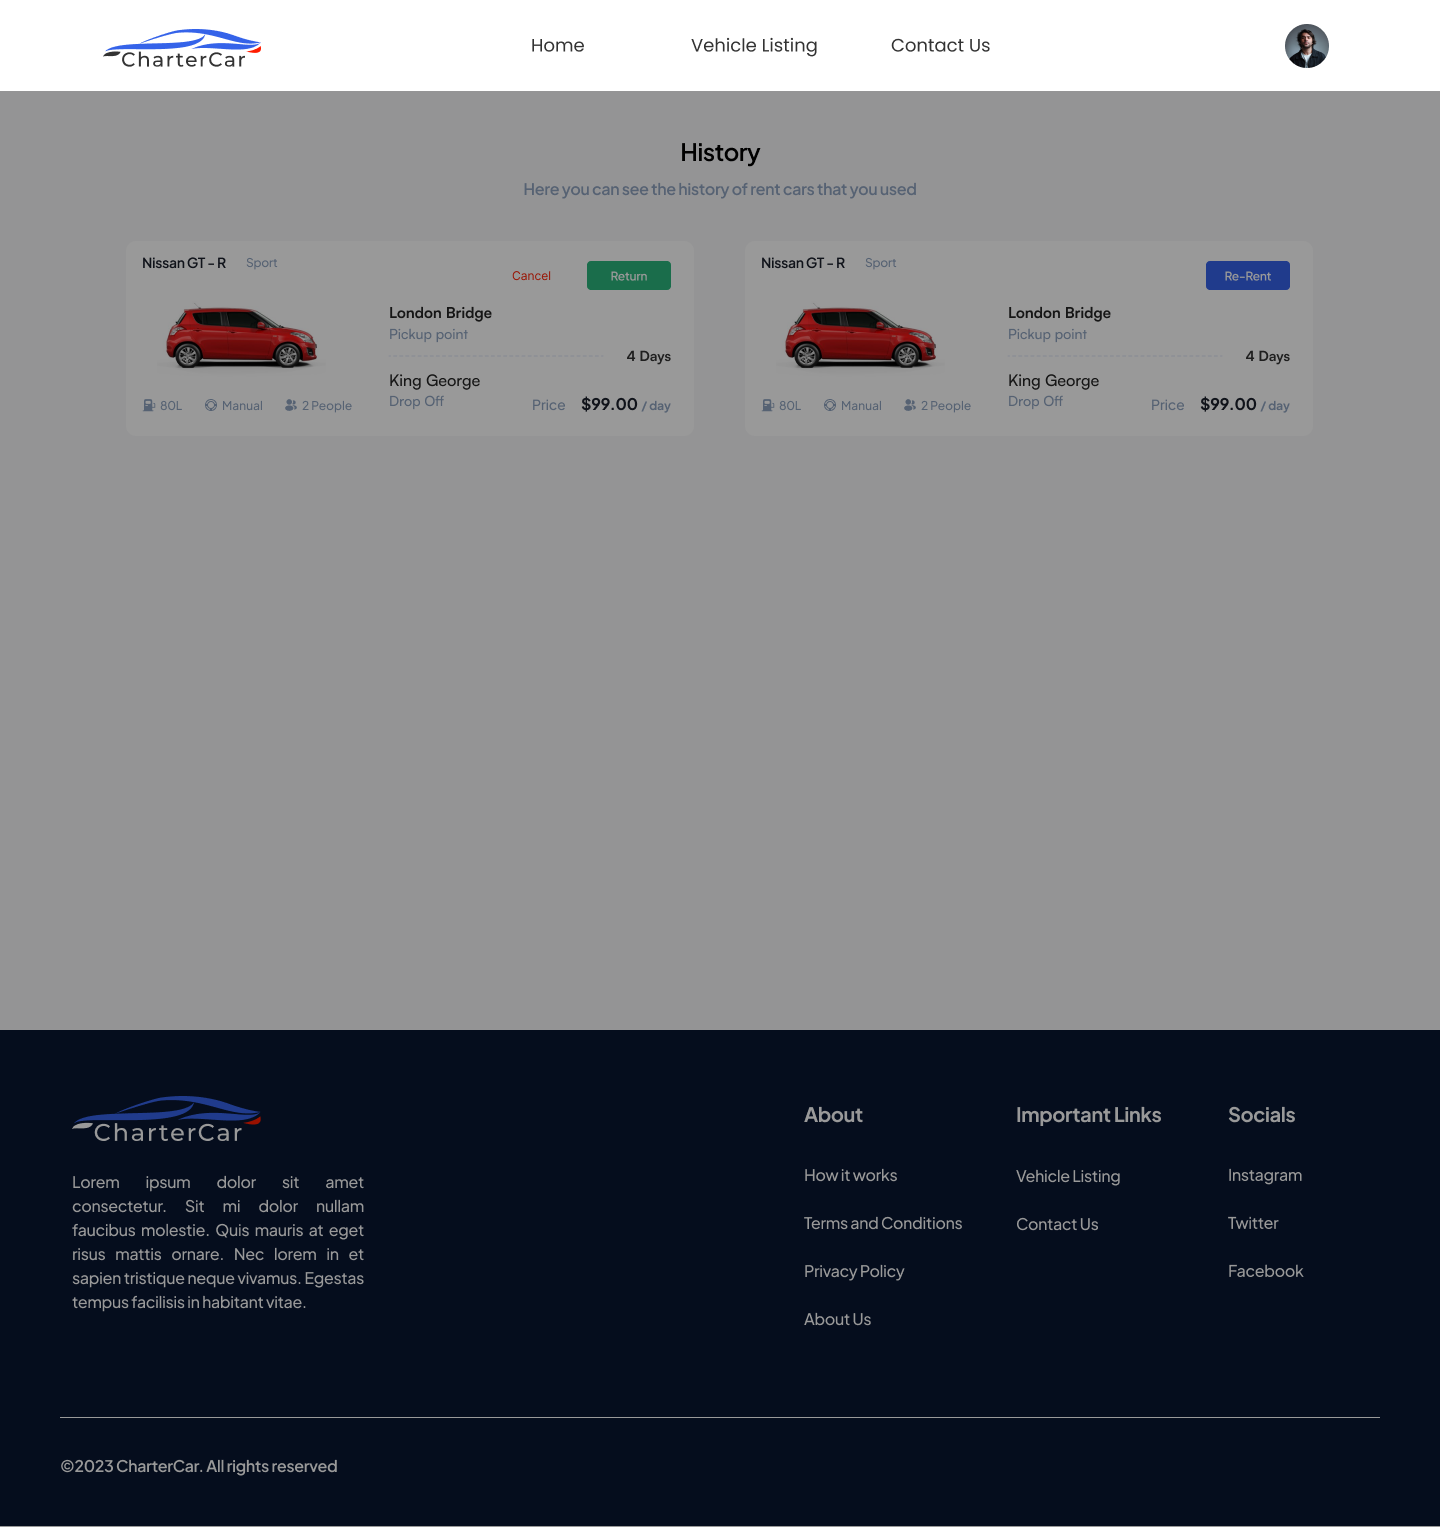 CharterCar
Home
Vehicle Listing
Contact Us
History
Here you can see the history of rent cars that you used
Nissan GT - R
Sport
Cancel
Return
London Bridge
Pickup point
4 Days
King George
Drop Off
80L
Manual
2 People
Price
$99.00 / day
Nissan GT - R
Sport
Re-Rent
London Bridge
Pickup point
4 Days
King George
Drop Off
80L
Manual
2 People
Price
$99.00 / day
CharterCar
Lorem ipsum dolor sit amet
consectetur. Sit mi dolor nullam
faucibus molestie. Quis mauris at eget
risus mattis ornare. Nec lorem in et
sapien tristique neque vivamus. Egestas
tempus facilisis in habitant vitae.
About
How it works
Terms and Conditions
Privacy Policy
About Us
Important Links
Vehicle Listing
Contact Us
Socials
Instagram
Twitter
Facebook
©2023 CharterCar. All rights reserved